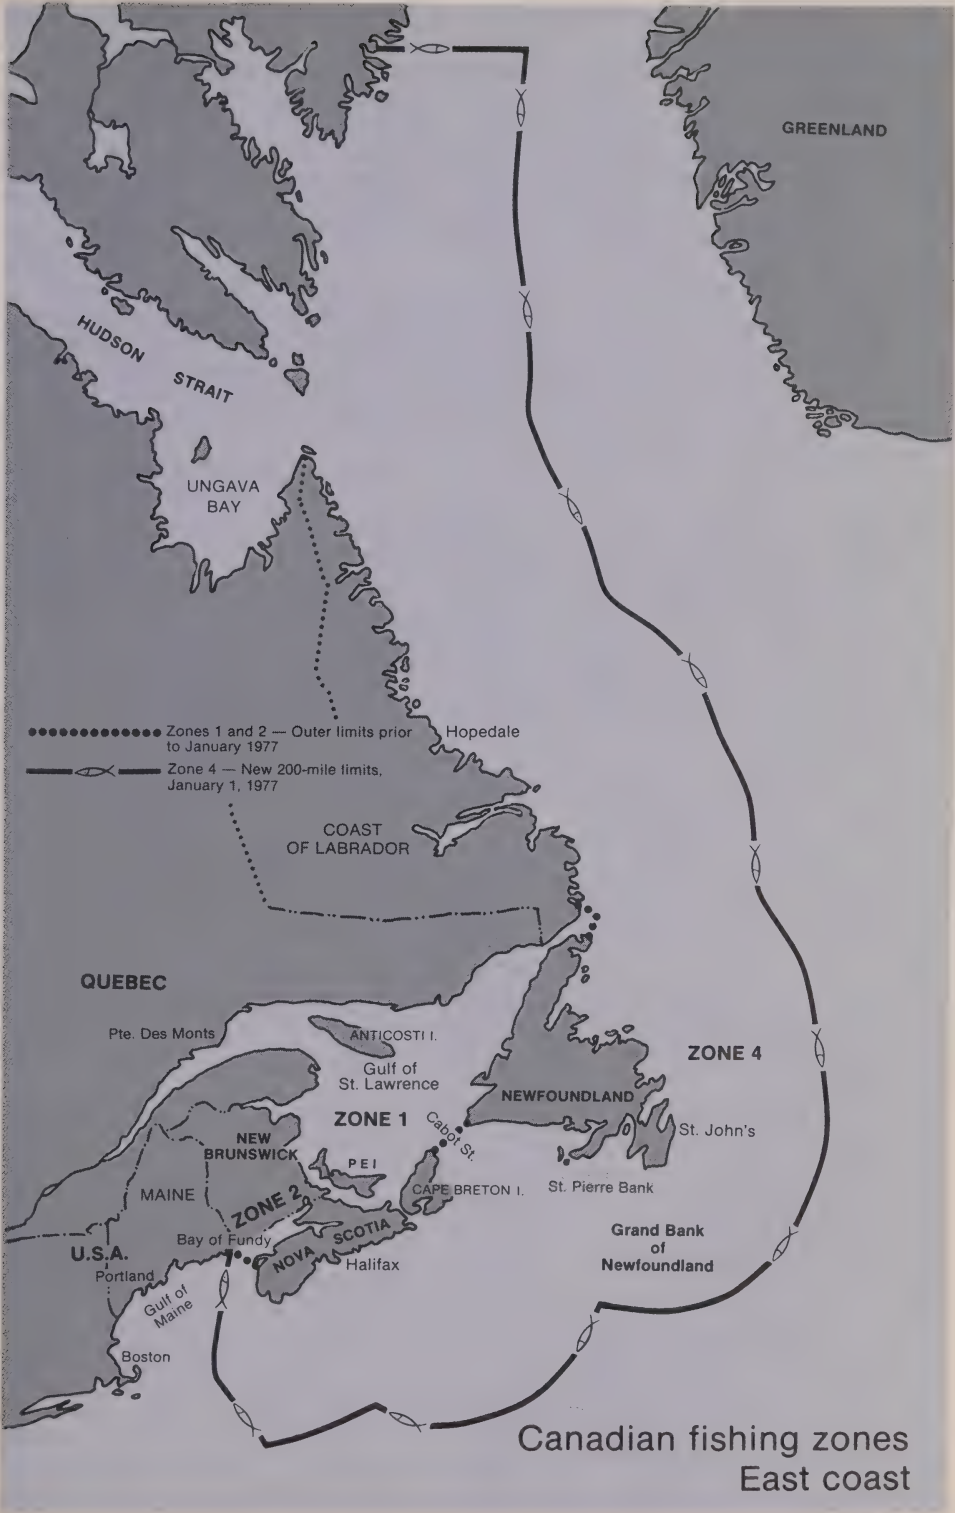 GREENLAND
HUDSON
STRAIT
UNGAVA
BAY
Zones 1 and 2 — Outer limits prior
to January 1977
Hopedale
Zone 4 — New 200-mile limits,
January 1, 1977
COAST
OF LABRADOR
QUEBEC
Pte. Des Monts
ANTICOSTI I.
Gulf of
St. Lawrence
ZONE 4
NEWFOUNDLAND
ZONE 1
Cabot St.
St. John's
NEW
BRUNSWICK
PEI
MAINE
ZONE 2
CAPE BRETON I.
St. Pierre Bank
Bay of Fundy
NOVA SCOTIA
Halifax
U.S.A.
Portland
Gulf of
Maine
Grand Bank
of
Newfoundland
Boston
Canadian fishing zones
East coast